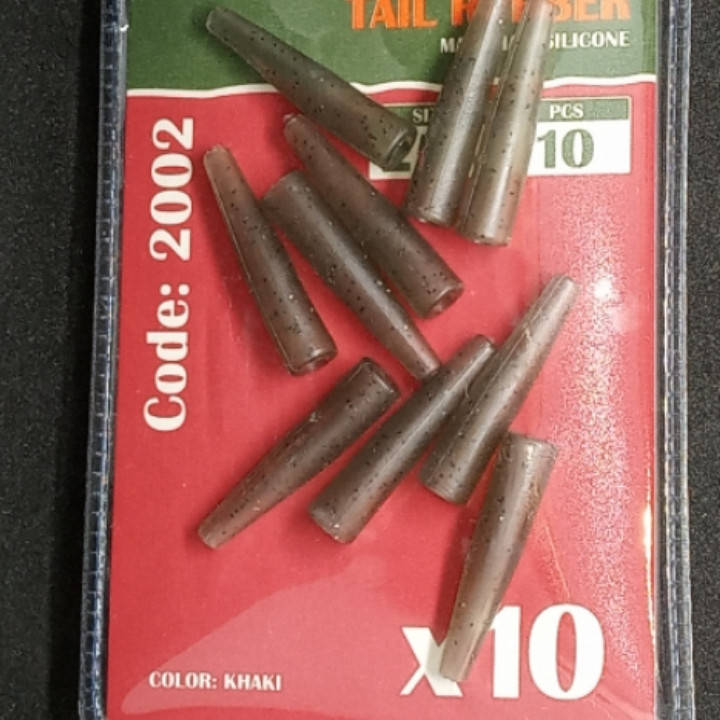 TAIL
SILICONE
PCS
10
Code: 2002
x10
COLOR: KHAKI